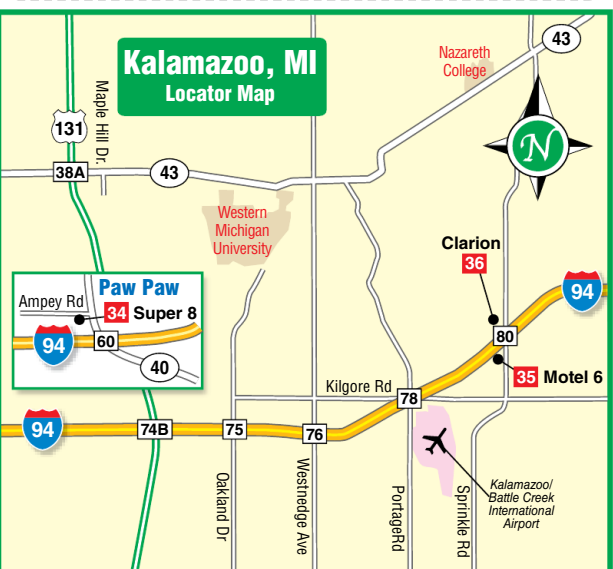 Kalamazoo, MI
Locator Map
43
Nazareth
College
131
Maple Hill Dr.
N
38A
43
Western
Michigan
University
Clarion
36
94
Paw Paw
Ampey Rd
34 Super 8
94
60
40
80
35 Motel 6
Kilgore Rd
78
94
74B
75
76
Oakland Dr
Westnedge Ave
PortageRd
Sprinkle Rd
Kalamazoo/
Battle Creek
International
Airport